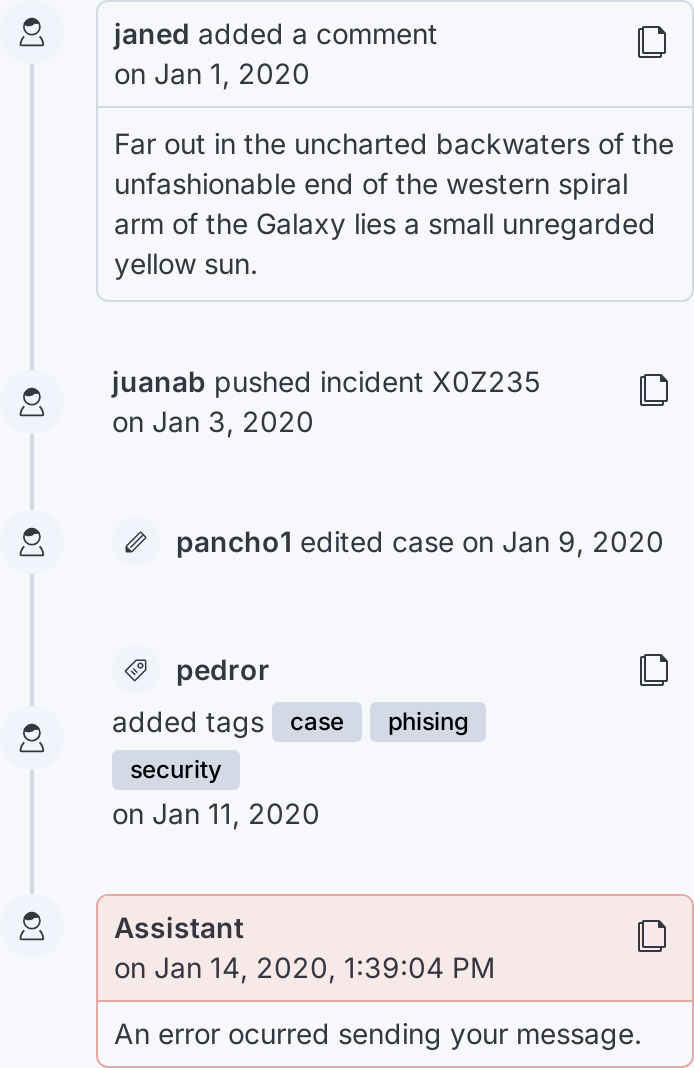 janed added a comment
on Jan 1, 2020
Far out in the uncharted backwaters of the
unfashionable end of the western spiral
arm of the Galaxy lies a small unregarded
yellow sun.
juanab pushed incident X0Z235
on Jan 3, 2020
pancho1 edited case on Jan 9, 2020
pedror
added tags case phising
security
on Jan 11, 2020
Assistant
on Jan 14, 2020, 1:39:04 PM
An error ocurred sending your message.